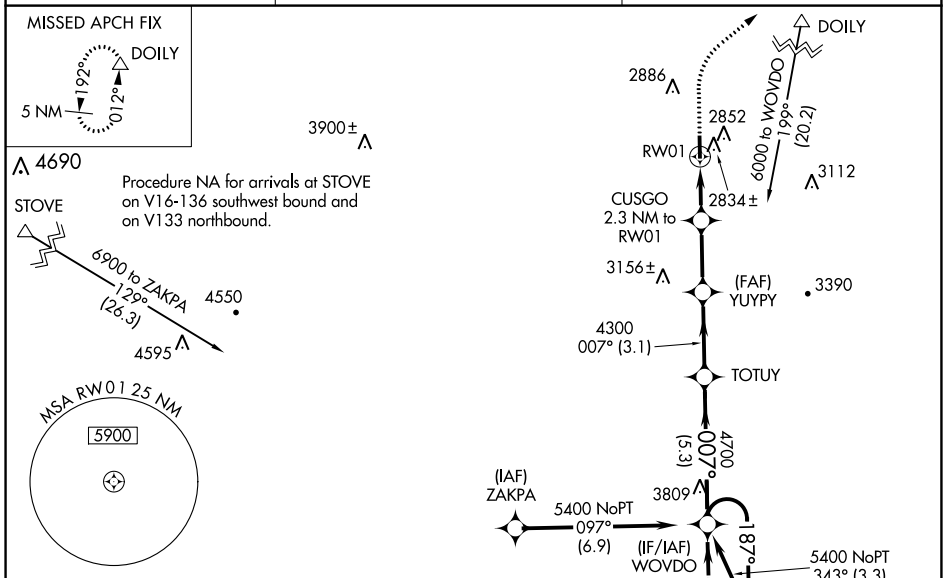 MISSED APCH FIX
DOILY
192°
012°
5 NM
4690
3900±
Procedure NA for arrivals at STOVE
on V16-136 southwest bound and
on V133 northbound.
STOVE
6900 to ZAKPA
129°
(26.3)
4550
4595
MSA RW01 25 NM
5900
DOILY
6000 to WOVDO
199°
(20.2)
2886
2852
RW01
2834±
3112
CUSGO
2.3 NM to
RW01
3156±
(FAF)
YUYPY
3390
4300
007° (3.1)
TOTUY
4700
007°
(5.3)
3809
(IAF)
ZAKPA
5400 NoPT
097°
(6.9)
(IF/IAF)
WOVDO
187°
5400 NoPT
343° (3.3)